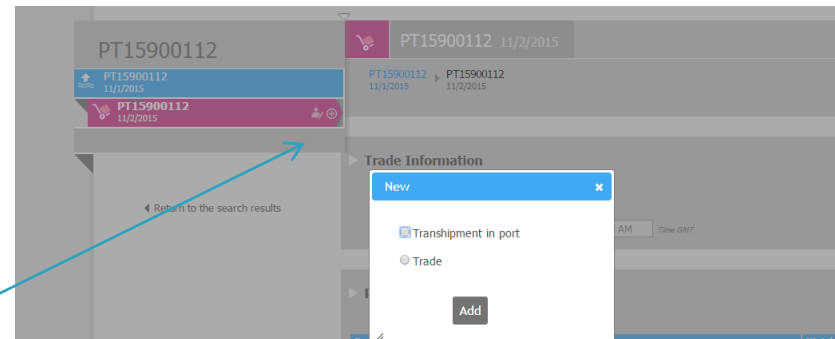 PT15900112
PT15900112
11/1/2015
PT15900112
11/2/2015
Return to the search results
PT15900112 11/2/2015
PT15900112 PT15900112
11/1/2015 11/2/2015
Trade Information
New
Transhipment in port
AM Time GMT
Trade
Add